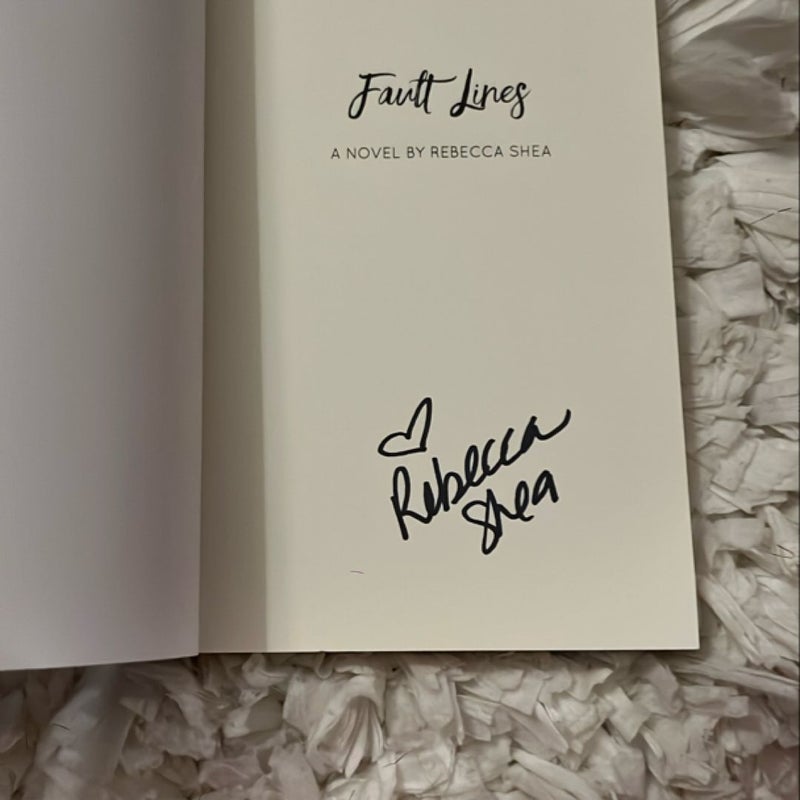 Fault Lines
A NOVEL BY REBECCA SHEA
Rebecca
Shea